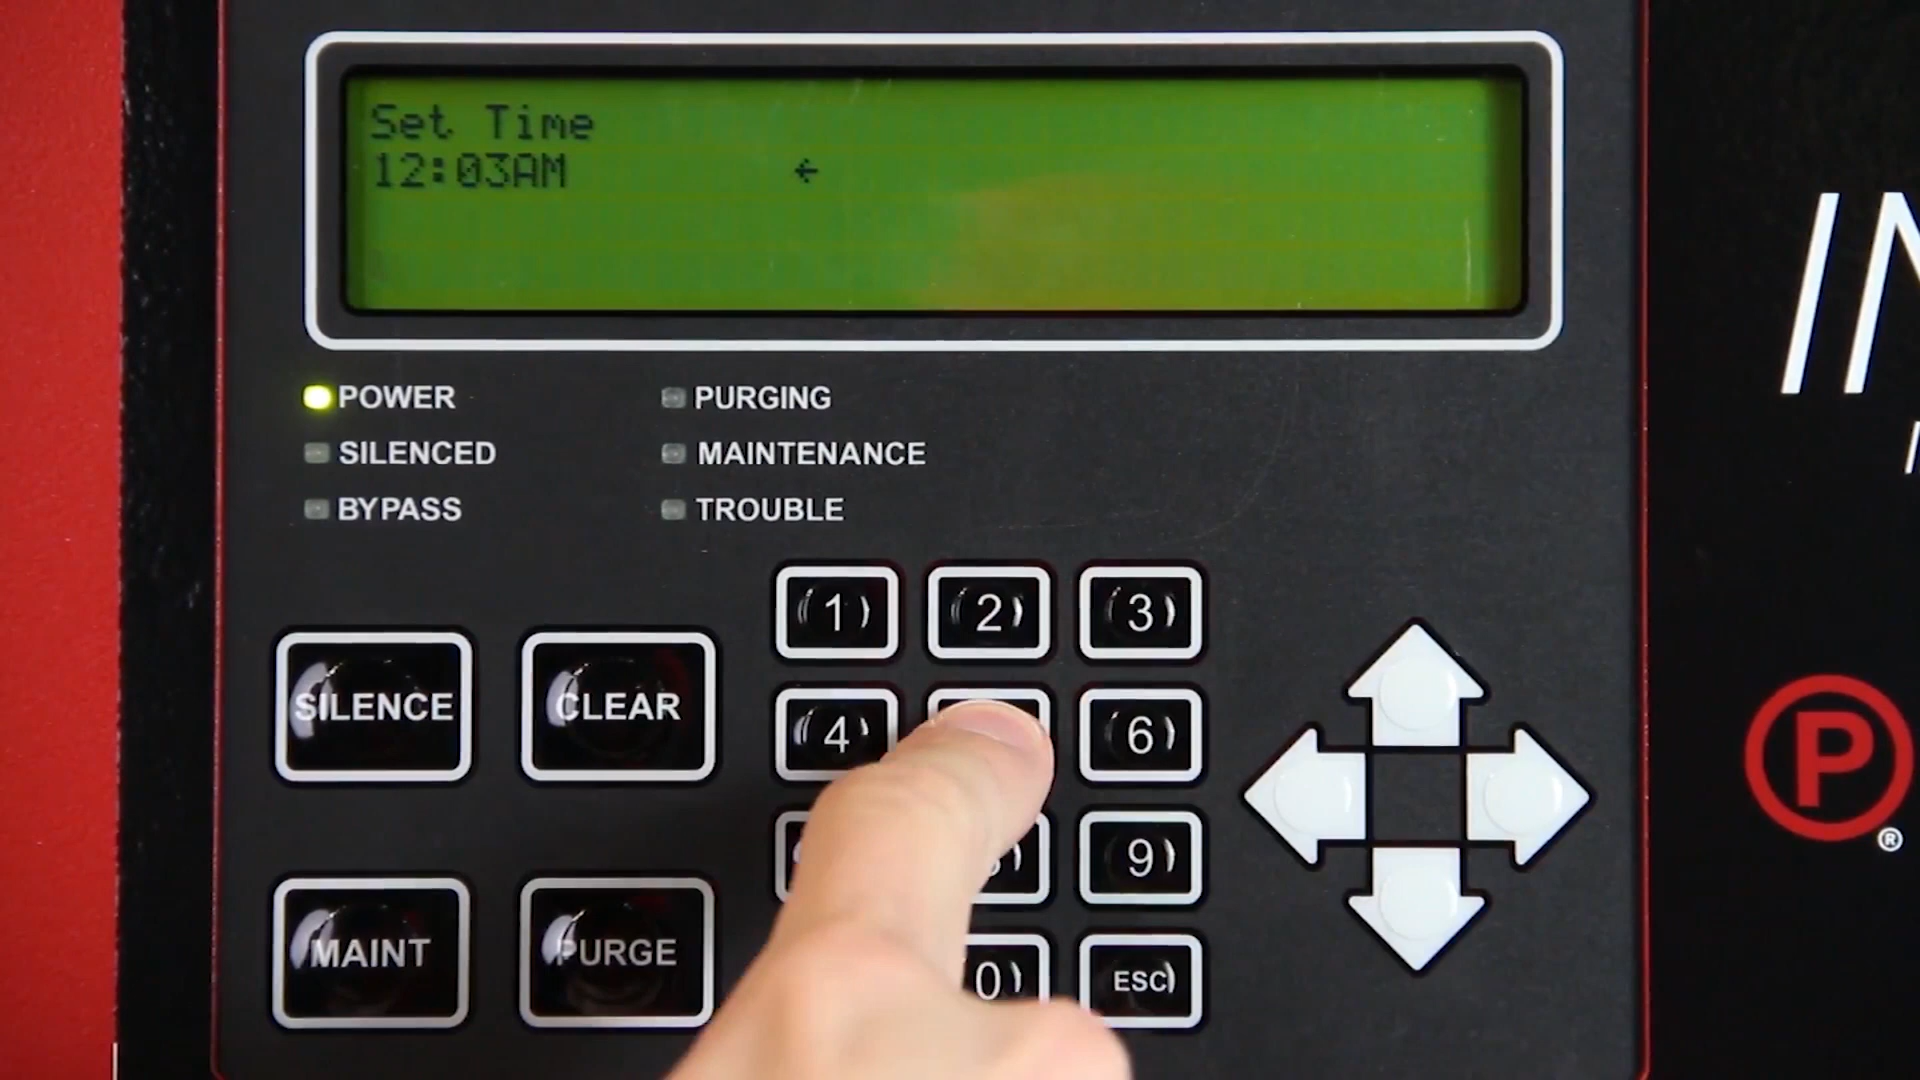 Set Time
12:03AM ←
POWER
PURGING
SILENCED
MAINTENANCE
BYPASS
TROUBLE
1 2 3
4 6
9
0 ESC
SILENCE CLEAR
MAINT PURGE
P
®